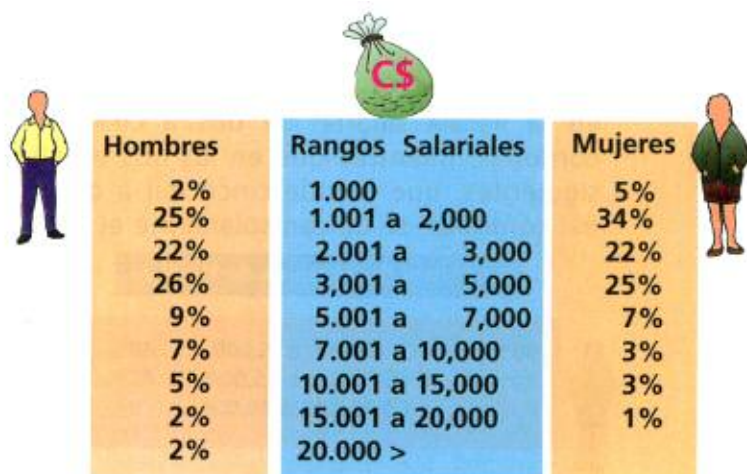 C$
Hombres Rangos Salariales Mujeres
2% 1.000 5%
25% 1.001 a 2,000 34%
22% 2.001 a 3,000 22%
26% 3,001 a 5,000 25%
9% 5.001 a 7,000 7%
7% 7.001 a 10,000 3%
5% 10.001 a 15,000 3%
2% 15.001 a 20,000 1%
2% 20.000 >